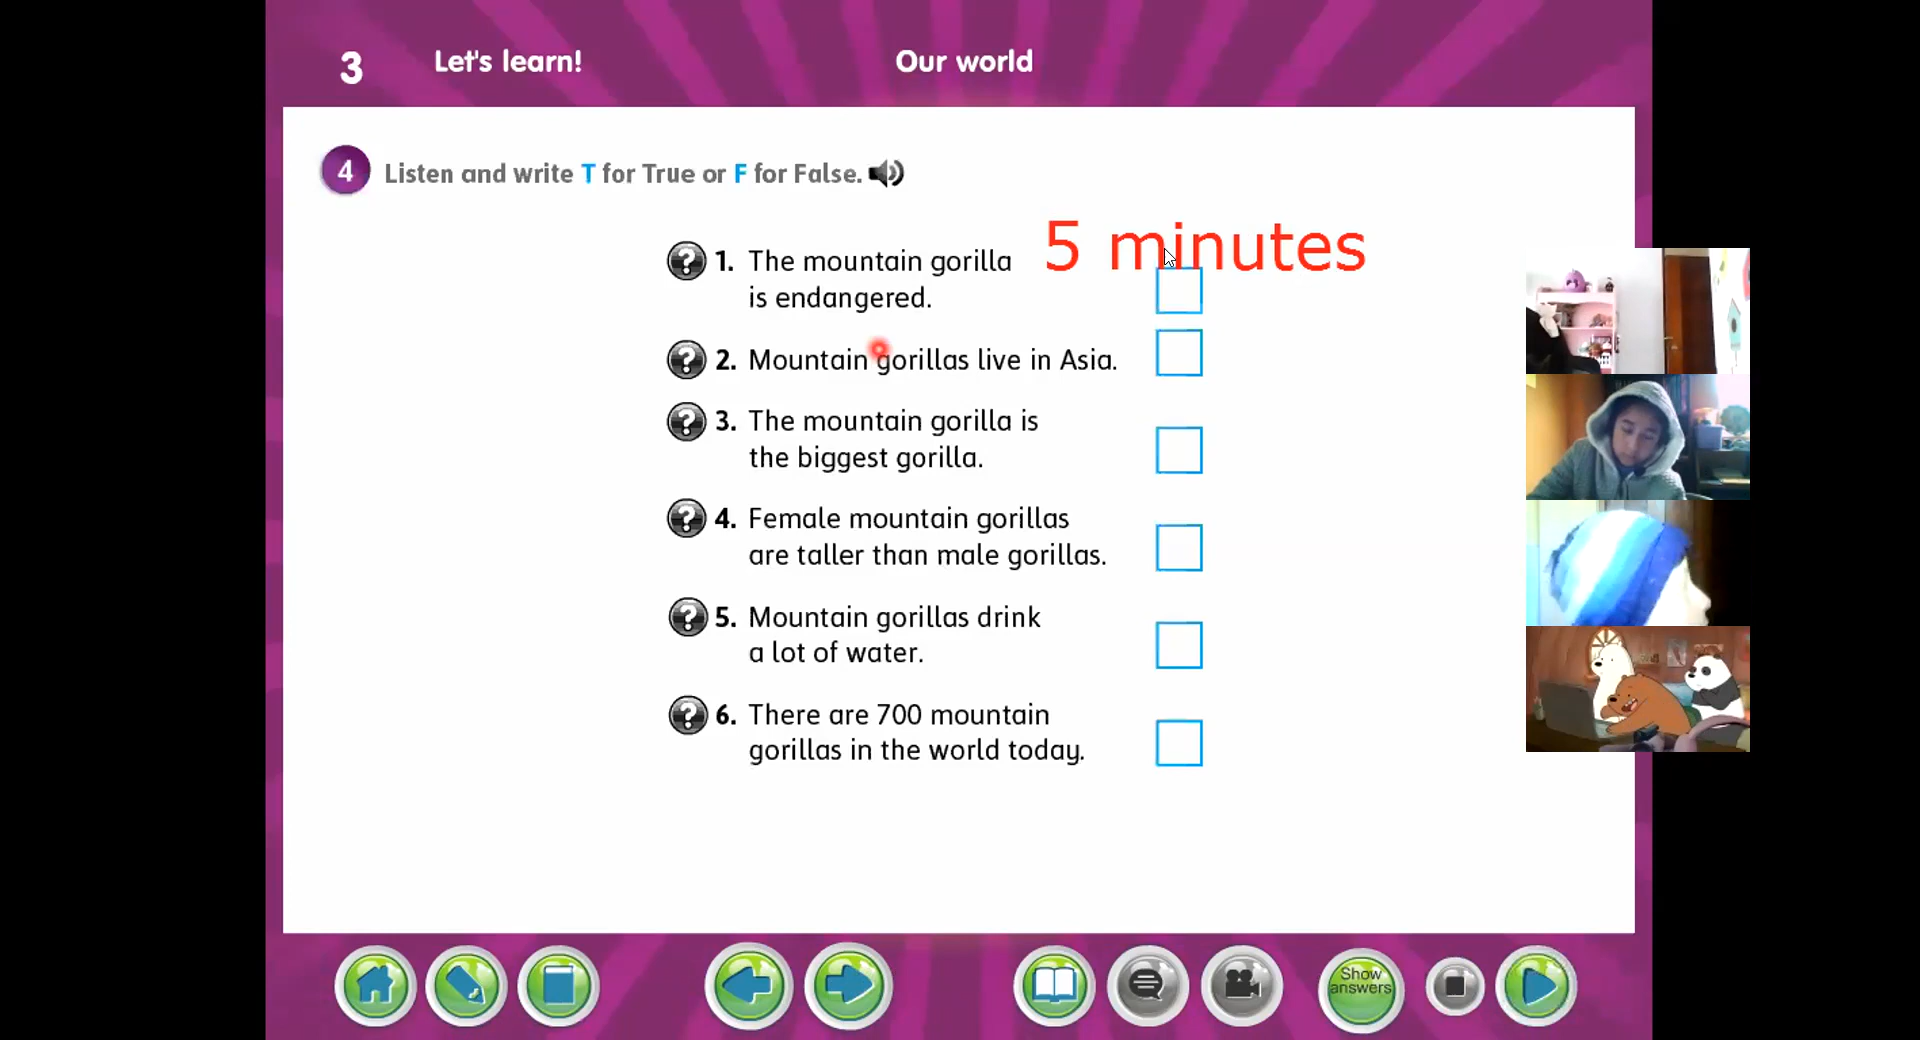 3 Let's learn! Our world
4 Listen and write T for True or F for False.
5 minutes
1. The mountain gorilla
is endangered.
2. Mountain gorillas live in Asia.
3. The mountain gorilla is
the biggest gorilla.
4. Female mountain gorillas
are taller than male gorillas.
5. Mountain gorillas drink
a lot of water.
6. There are 700 mountain
gorillas in the world today.
Show
answers